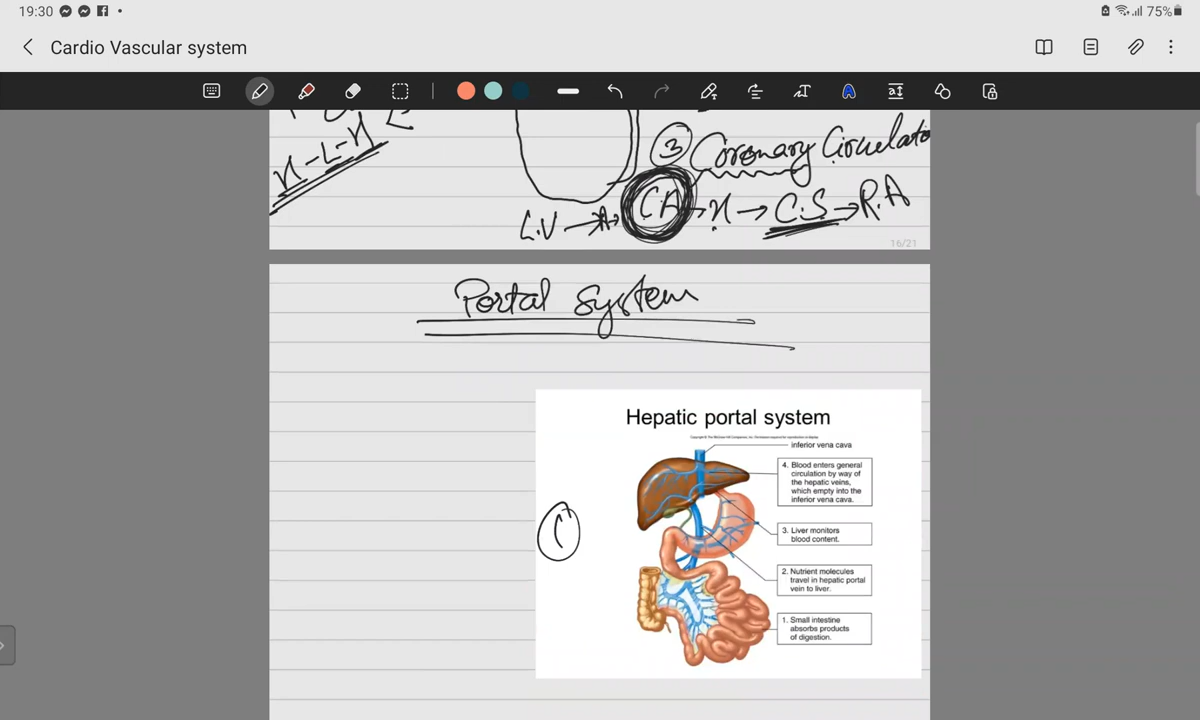 19:30
75%
Cardio Vascular system
H-L-H
③ Coronary Circulatio
L.V → A → CA → H → C.S → R.A
16/21
Portal System
Hepatic portal system
inferior vena cava
4. Blood enters general
circulation by way of
the hepatic veins,
which empty into the
inferior vena cava.
3. Liver monitors
blood content.
2. Nutrient molecules
travel in hepatic portal
vein to liver.
1. Small intestine
absorbs products
of digestion.